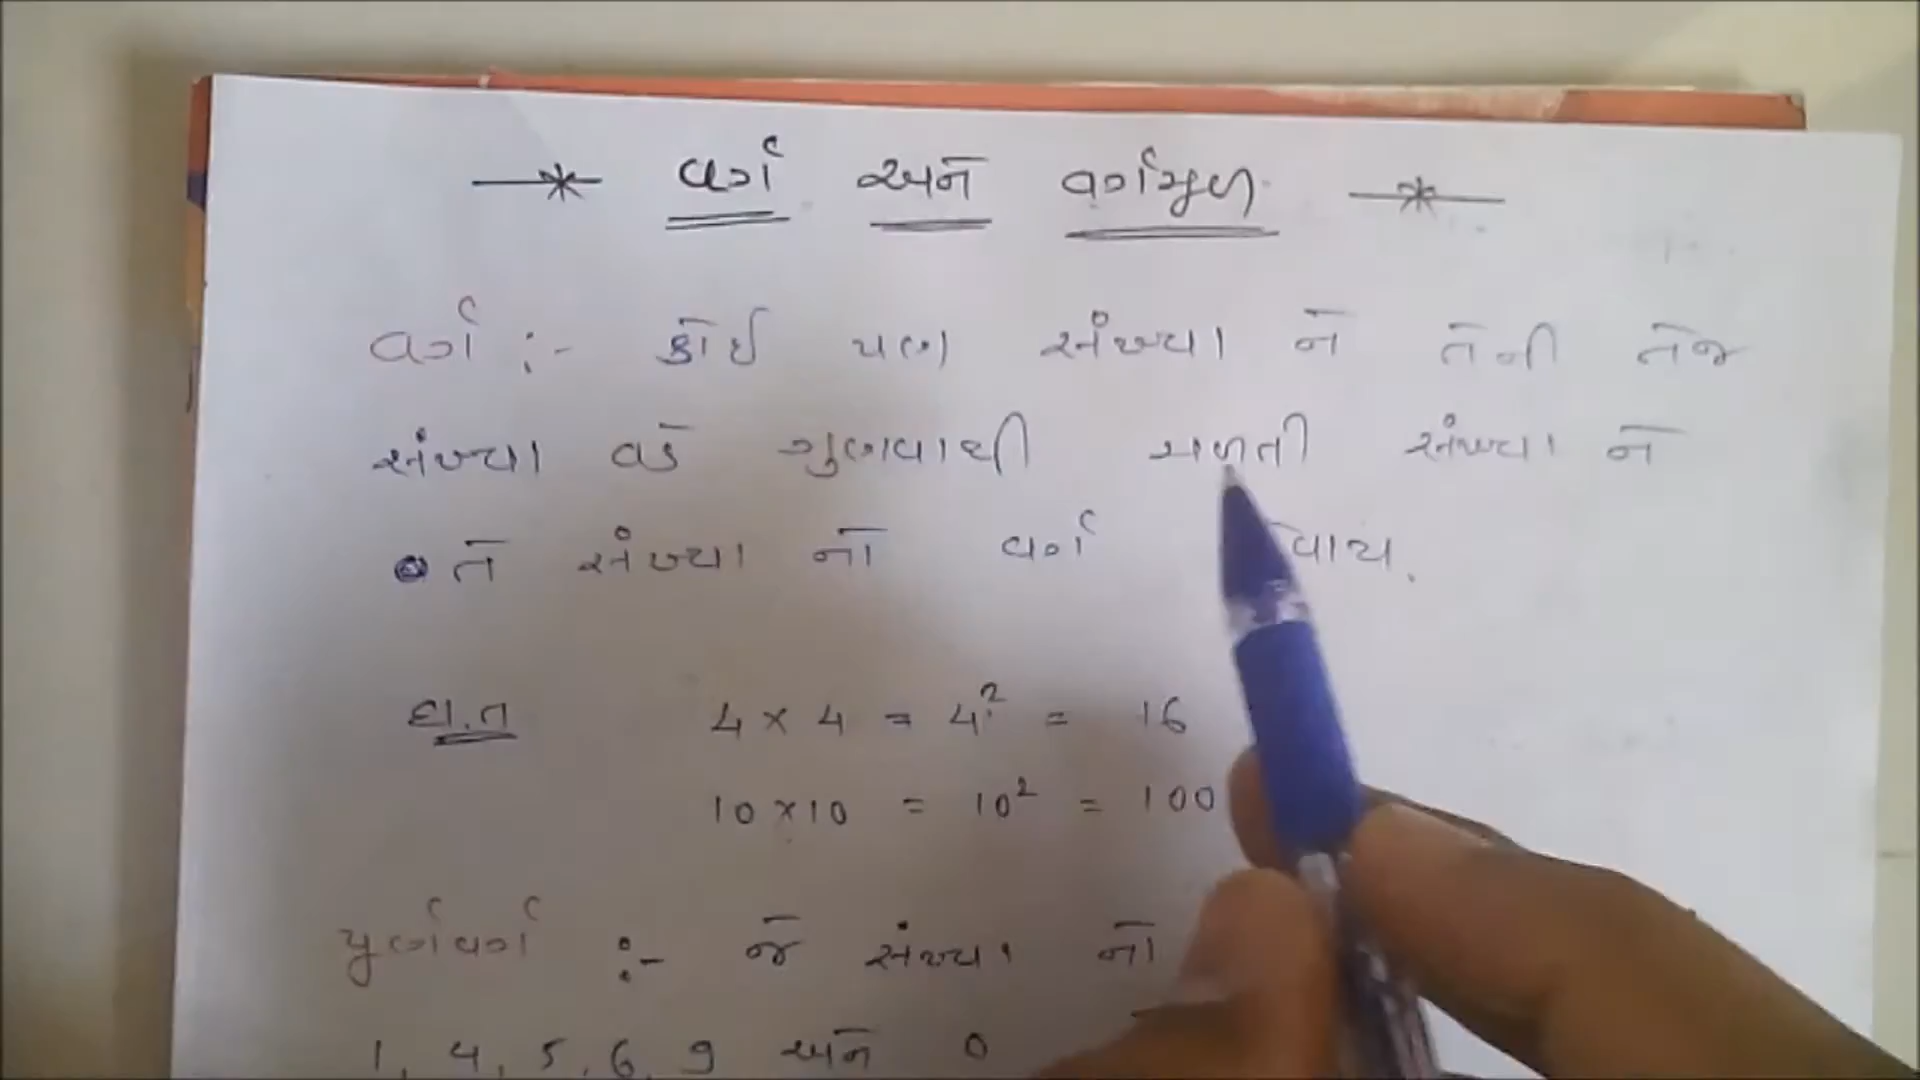 વર્ગ અને વર્ગમૂળ
વર્ગ :- કોઈ પણ સંખ્યા ને તેની તેજ
સંખ્યા વડે ગુણવાથી મળતી સંખ્યા ને
તે સંખ્યા નો વર્ગ
દા.ત 4 × 4 = 4² = 16
10 × 10 = 10² = 100
પુર્ણવર્ગ :- જે સંખ્યા નો
1, 4, 5, 6, 9 અને 0